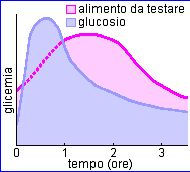 alimento da testare
glucosio
glicemia
0 1 2 3
tempo (ore)